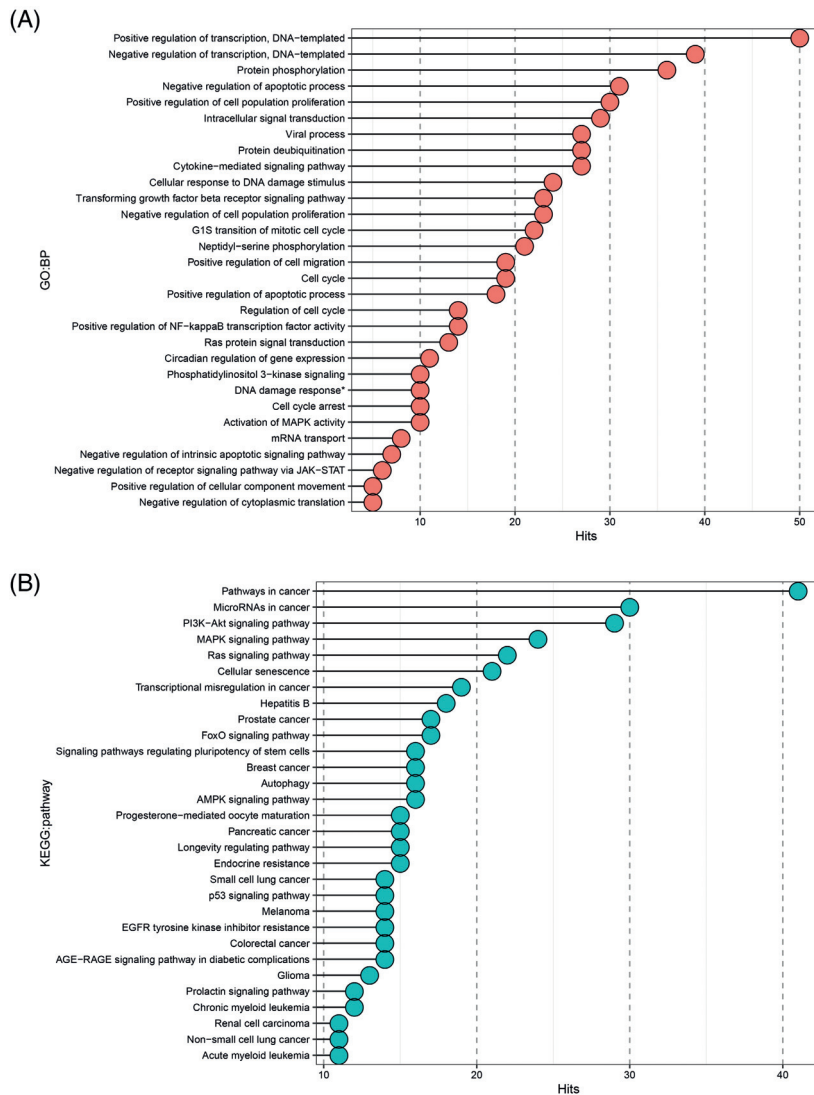 (A)
Positive regulation of transcription, DNA-templated
Negative regulation of transcription, DNA-templated
Protein phosphorylation
Negative regulation of apoptotic process
Positive regulation of cell population proliferation
Intracellular signal transduction
Viral process
Protein deubiquitination
Cytokine-mediated signaling pathway
Cellular response to DNA damage stimulus
Transforming growth factor beta receptor signaling pathway
Negative regulation of cell population proliferation
G1S transition of mitotic cell cycle
Neptidyl-serine phosphorylation
Positive regulation of cell migration
Cell cycle
Positive regulation of apoptotic process
Regulation of cell cycle
Positive regulation of NF-kappaB transcription factor activity
Ras protein signal transduction
Circadian regulation of gene expression
Phosphatidylinositol 3-kinase signaling
DNA damage response*
Cell cycle arrest
Activation of MAPK activity
mRNA transport
Negative regulation of intrinsic apoptotic signaling pathway
Negative regulation of receptor signaling pathway via JAK-STAT
Positive regulation of cellular component movement
Negative regulation of cytoplasmic translation
GO:BP
10 20 30 40 50
Hits
(B)
Pathways in cancer
MicroRNAs in cancer
PI3K-Akt signaling pathway
MAPK signaling pathway
Ras signaling pathway
Cellular senescence
Transcriptional misregulation in cancer
Hepatitis B
Prostate cancer
FoxO signaling pathway
Signaling pathways regulating pluripotency of stem cells
Breast cancer
Autophagy
AMPK signaling pathway
Progesterone-mediated oocyte maturation
Pancreatic cancer
Longevity regulating pathway
Endocrine resistance
Small cell lung cancer
p53 signaling pathway
Melanoma
EGFR tyrosine kinase inhibitor resistance
Colorectal cancer
AGE-RAGE signaling pathway in diabetic complications
Glioma
Prolactin signaling pathway
Chronic myeloid leukemia
Renal cell carcinoma
Non-small cell lung cancer
Acute myeloid leukemia
KEGG:pathway
10 20 30 40
Hits